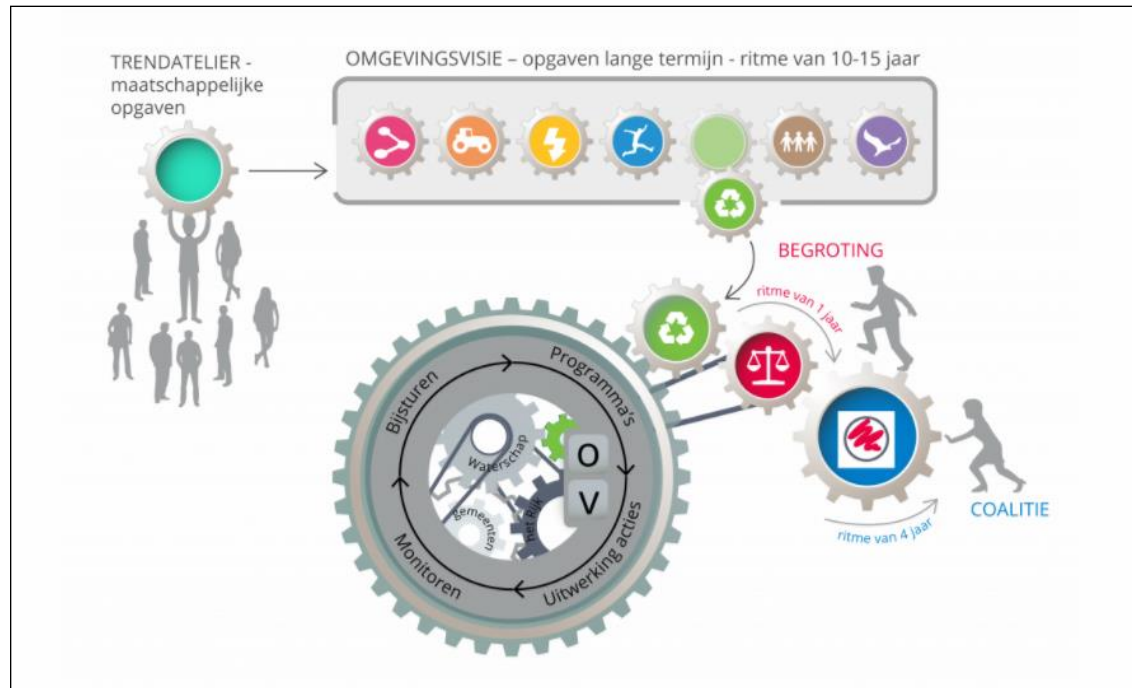 TRENDATELIER -
maatschappelijke
opgaven
OMGEVINGSVISIE – opgaven lange termijn - ritme van 10-15 jaar
BEGROTING
ritme van 1 jaar
COALITIE
ritme van 4 jaar
Bijsturen
Programma's
Uitwerking acties
Monitoren
Waterschap
gemeenten
het Rijk
O
V